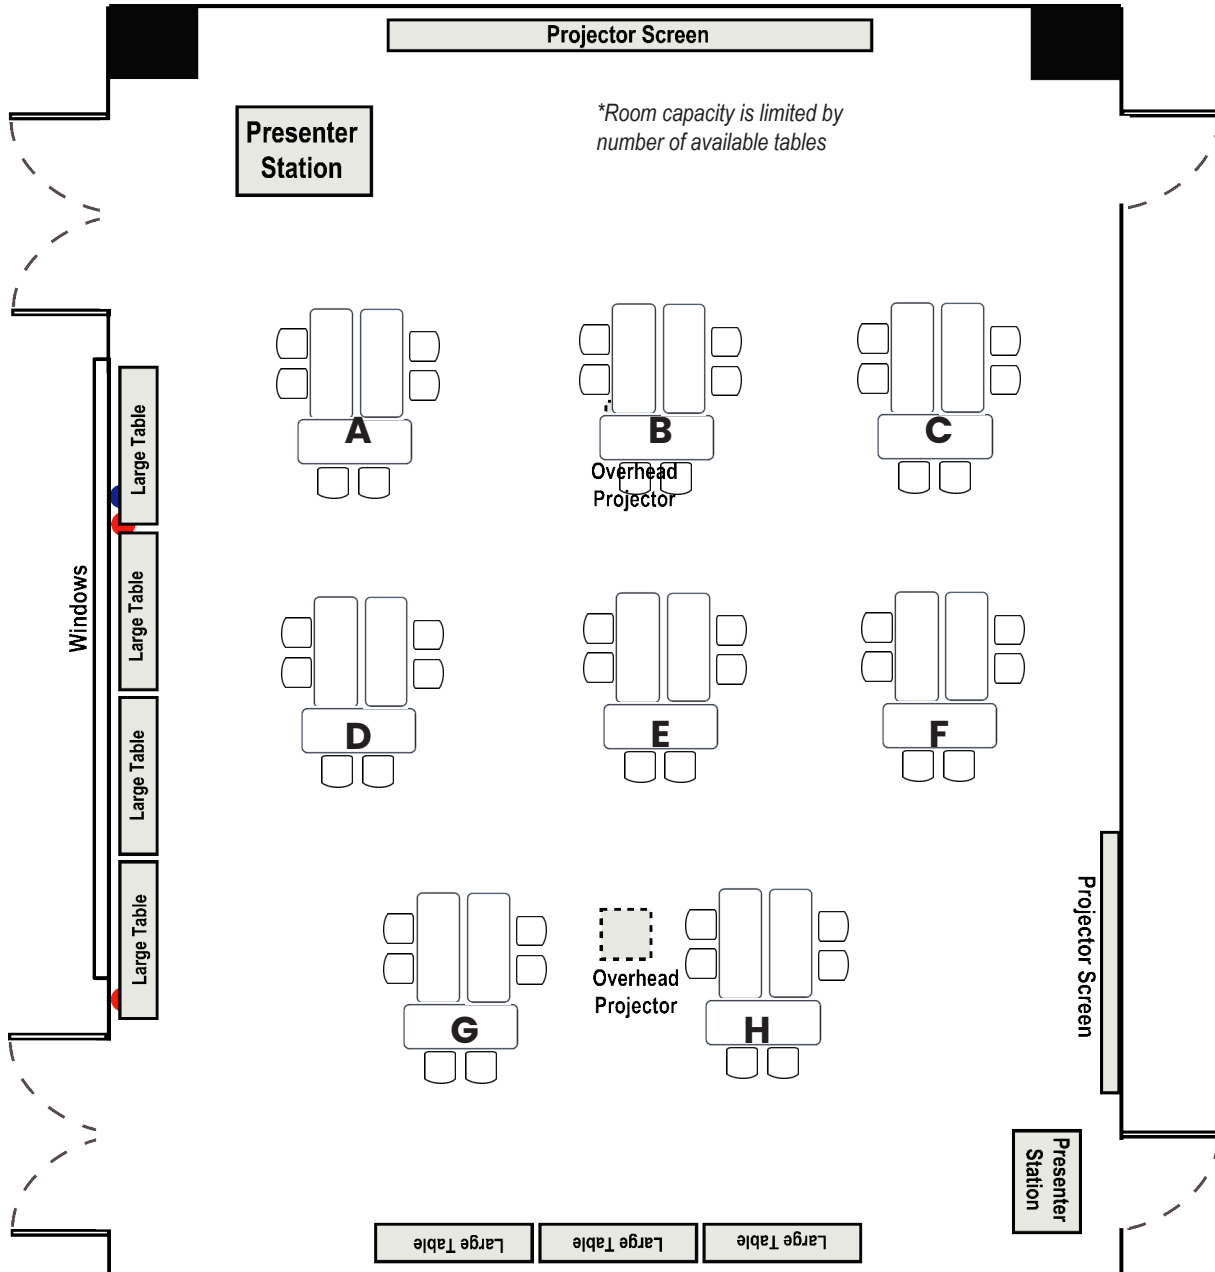 Projector Screen
*Room capacity is limited by
number of available tables
Presenter
Station
A
B
C
Overhead
Projector
Large Table
Large Table
Large Table
Large Table
Windows
D
E
F
G
H
Overhead
Projector
Projector Screen
Presenter
Station
Large Table
Large Table
Large Table